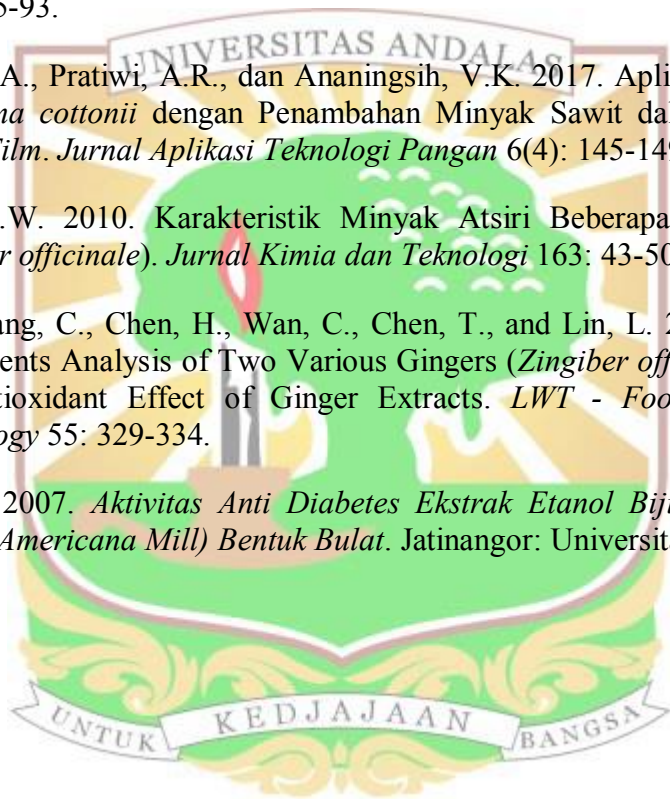 5-93.
UNIVERSITAS ANDALAS
A., Pratiwi, A.R., dan Ananingsih, V.K. 2017. Apli
na cottonii dengan Penambahan Minyak Sawit da
Film. Jurnal Aplikasi Teknologi Pangan 6(4): 145-149
.W. 2010. Karakteristik Minyak Atsiri Beberapa
r officinale). Jurnal Kimia dan Teknologi 163: 43-50
ang, C., Chen, H., Wan, C., Chen, T., and Lin, L. 2
ents Analysis of Two Various Gingers (Zingiber off
tioxidant Effect of Ginger Extracts. LWT - Foo
ogy 55: 329-334.
2007. Aktivitas Anti Diabetes Ekstrak Etanol Biji
Americana Mill) Bentuk Bulat. Jatinangor: Universita
UNTUK KEDJAJAAN BANGSA